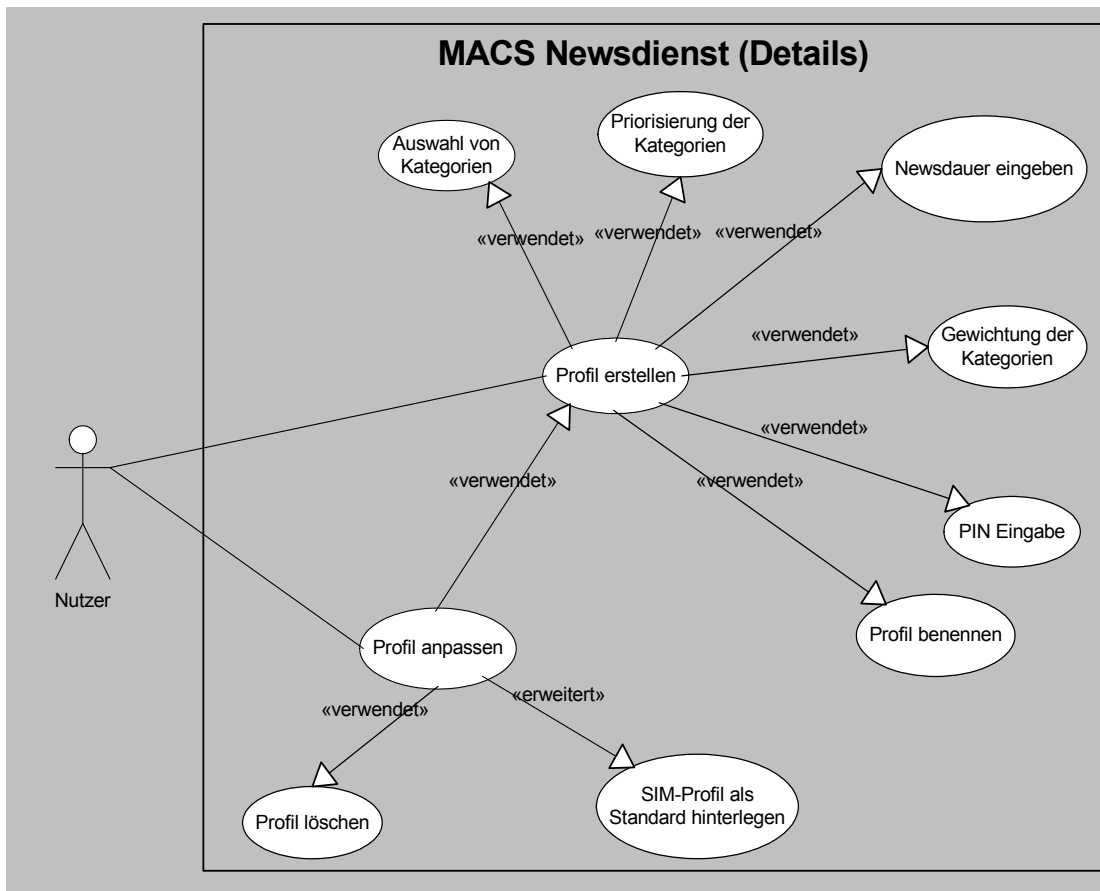 MACS Newsdienst (Details)
Auswahl von
Kategorien
Priorisierung der
Kategorien
Newsdauer eingeben
«verwendet»
«verwendet»
«verwendet»
«verwendet»
Gewichtung der
Kategorien
Profil erstellen
«verwendet»
«verwendet»
«verwendet»
PIN Eingabe
Nutzer
Profil benennen
Profil anpassen
«verwendet»
«erweitert»
SIM-Profil als
Standard hinterlegen
Profil löschen